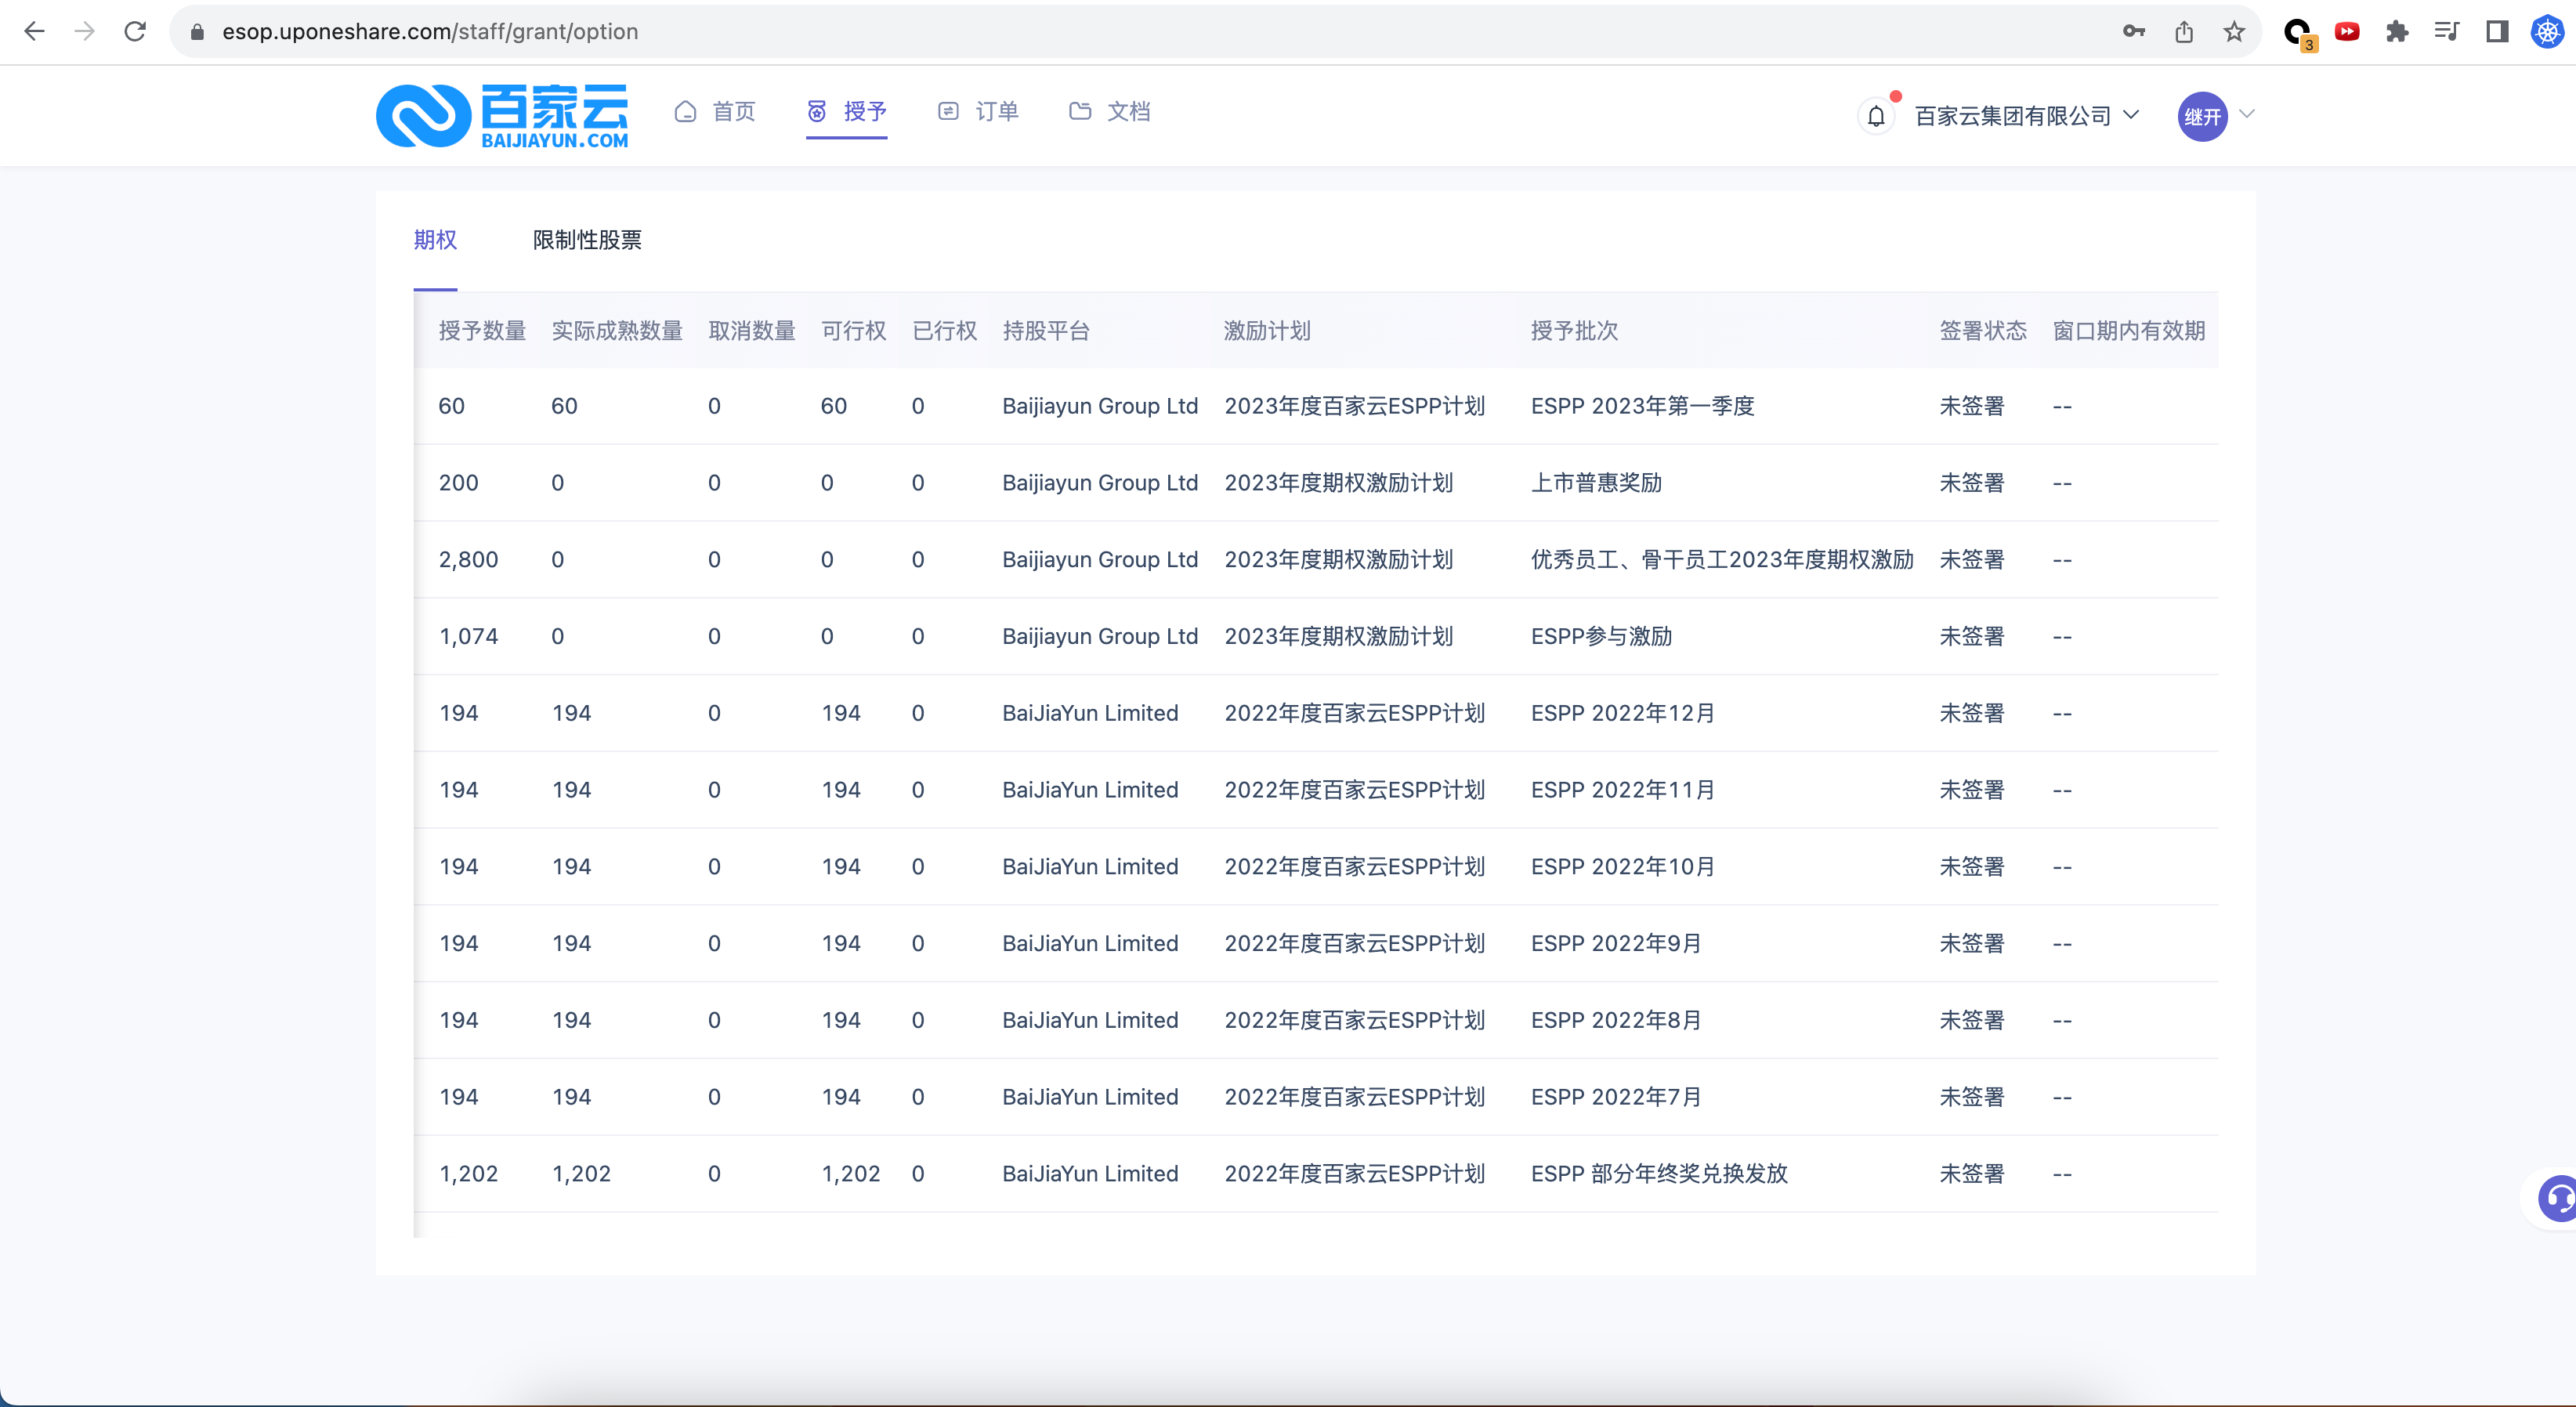 esop.uponeshare.com/staff/grant/option
3
百家云
BAIJIAYUN.COM
首页
授予
订单
文档
百家云集团有限公司
继开
期权
限制性股票
授予数量 实际成熟数量 取消数量 可行权 已行权 持股平台 激励计划 授予批次 签署状态 窗口期内有效期
60 60 0 60 0 Baijiayun Group Ltd 2023年度百家云ESPP计划 ESPP 2023年第一季度 未签署 --
200 0 0 0 0 Baijiayun Group Ltd 2023年度期权激励计划 上市普惠奖励 未签署 --
2,800 0 0 0 0 Baijiayun Group Ltd 2023年度期权激励计划 优秀员工、骨干员工2023年度期权激励 未签署 --
1,074 0 0 0 0 Baijiayun Group Ltd 2023年度期权激励计划 ESPP参与激励 未签署 --
194 194 0 194 0 BaiJiaYun Limited 2022年度百家云ESPP计划 ESPP 2022年12月 未签署 --
194 194 0 194 0 BaiJiaYun Limited 2022年度百家云ESPP计划 ESPP 2022年11月 未签署 --
194 194 0 194 0 BaiJiaYun Limited 2022年度百家云ESPP计划 ESPP 2022年10月 未签署 --
194 194 0 194 0 BaiJiaYun Limited 2022年度百家云ESPP计划 ESPP 2022年9月 未签署 --
194 194 0 194 0 BaiJiaYun Limited 2022年度百家云ESPP计划 ESPP 2022年8月 未签署 --
194 194 0 194 0 BaiJiaYun Limited 2022年度百家云ESPP计划 ESPP 2022年7月 未签署 --
1,202 1,202 0 1,202 0 BaiJiaYun Limited 2022年度百家云ESPP计划 ESPP 部分年终奖兑换发放 未签署 --